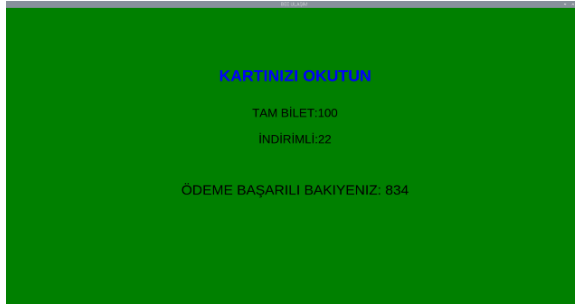 KARTINIZI OKUTUN
TAM BİLET:100
İNDİRİMLİ:22
ÖDEME BAŞARILI BAKIYENIZ: 834